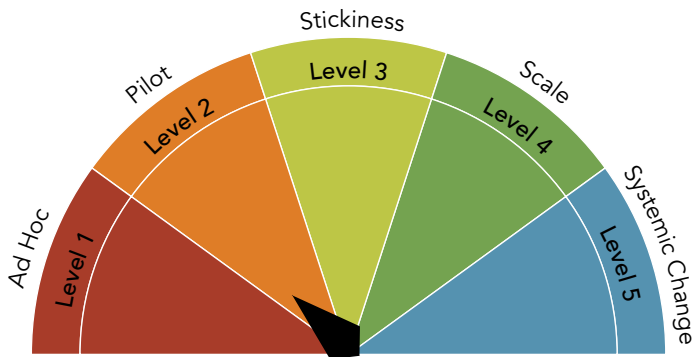 Ad Hoc
Level 1
Pilot
Level 2
Stickiness
Level 3
Scale
Level 4
Systemic Change
Level 5